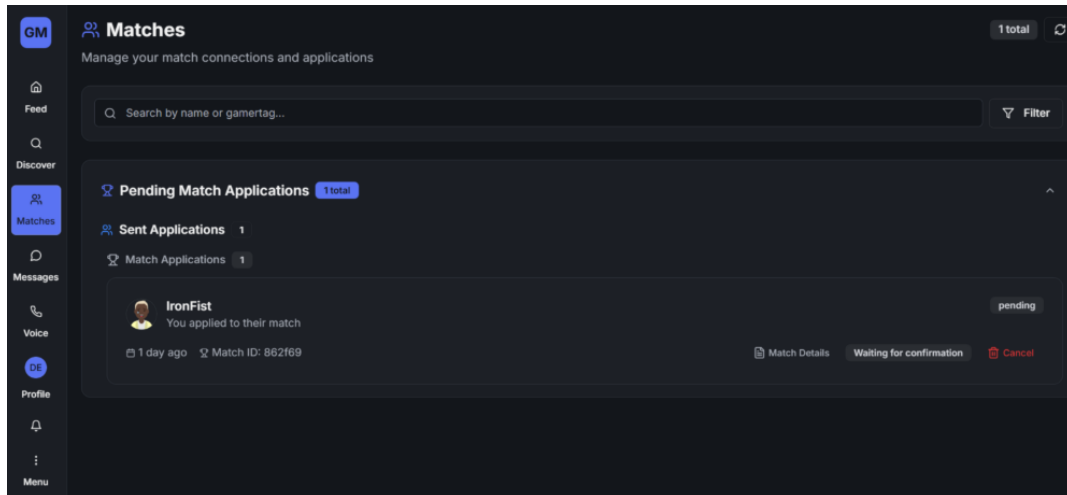 GM
Feed
Discover
Matches
Messages
Voice
DE
Profile
Menu
Matches
1 total
Manage your match connections and applications
Search by name or gamertag...
Filter
Pending Match Applications 1 total
Sent Applications 1
Match Applications 1
IronFist
pending
You applied to their match
1 day ago Match ID: 862f69
Match Details Waiting for confirmation Cancel